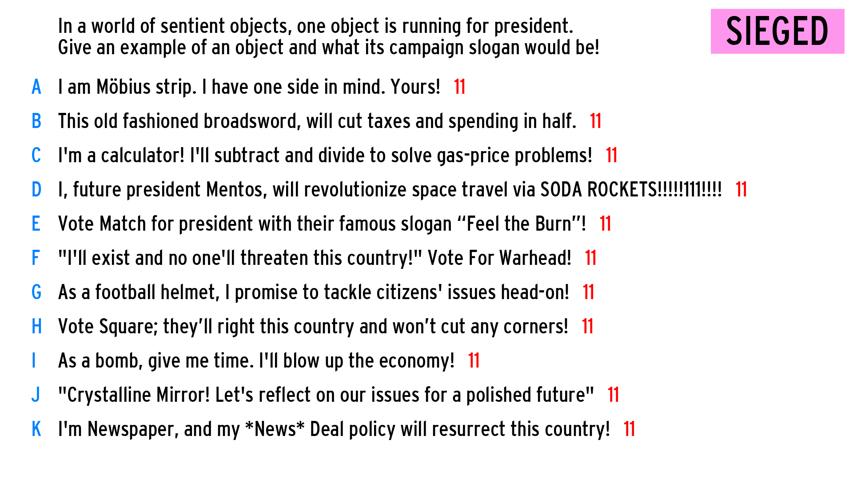 In a world of sentient objects, one object is running for president.
Give an example of an object and what its campaign slogan would be!
SIEGED
A I am Möbius strip. I have one side in mind. Yours! 11
B This old fashioned broadsword, will cut taxes and spending in half. 11
C I'm a calculator! I'll subtract and divide to solve gas-price problems! 11
D I, future president Mentos, will revolutionize space travel via SODA ROCKETS!!!!!111!!!! 11
E Vote Match for president with their famous slogan “Feel the Burn”! 11
F "I'll exist and no one'll threaten this country!" Vote For Warhead! 11
G As a football helmet, I promise to tackle citizens' issues head-on! 11
H Vote Square; they’ll right this country and won’t cut any corners! 11
I As a bomb, give me time. I'll blow up the economy! 11
J "Crystalline Mirror! Let's reflect on our issues for a polished future" 11
K I'm Newspaper, and my *News* Deal policy will resurrect this country! 11